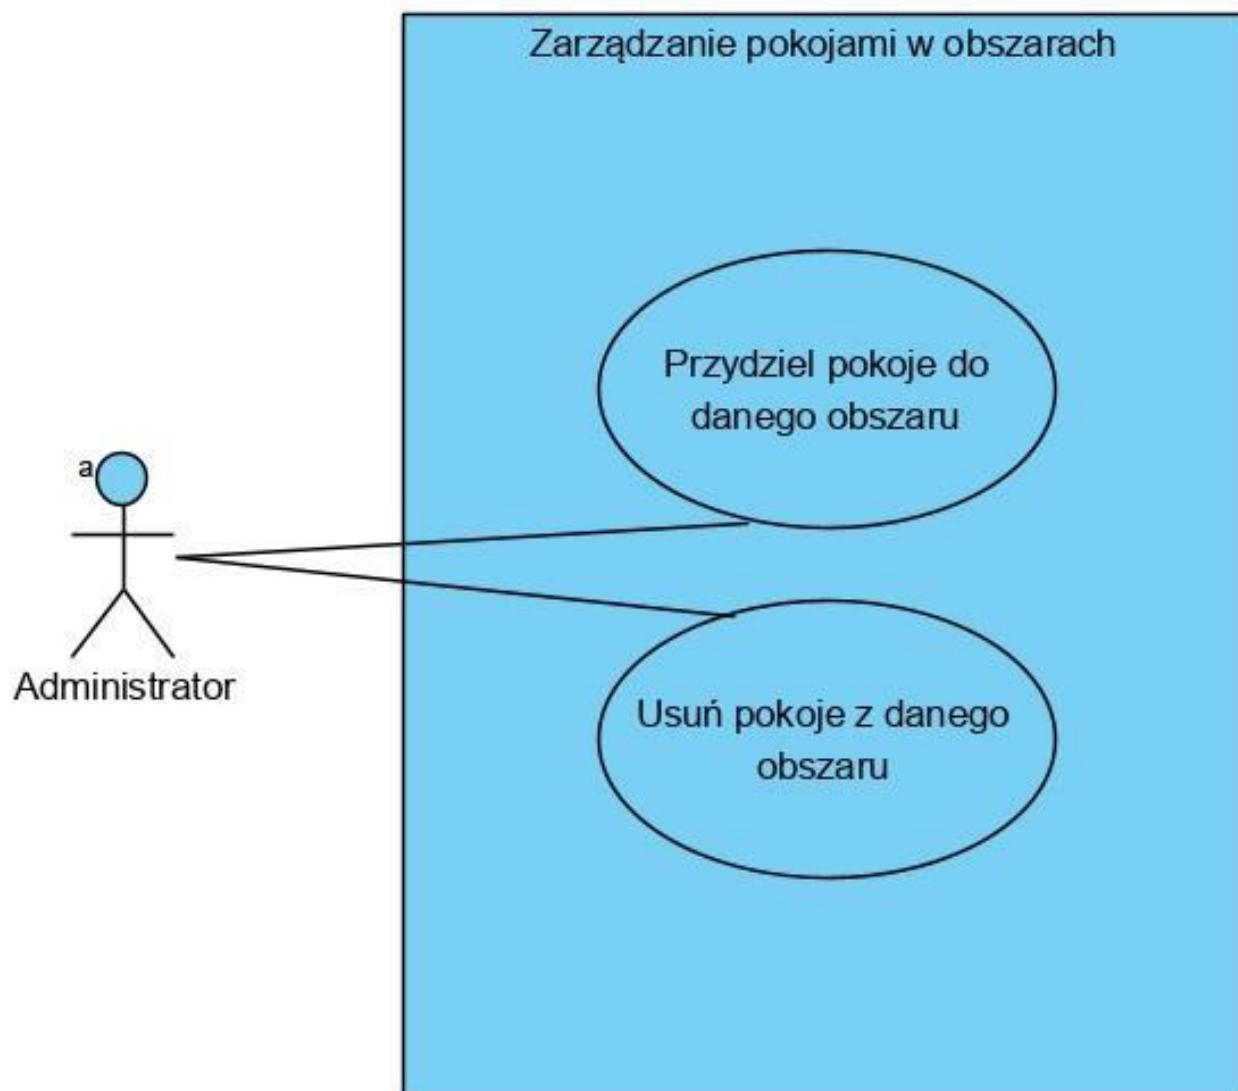 Zarządzanie pokojami w obszarach
Przydziel pokoje do
danego obszaru
a
Administrator
Usuń pokoje z danego
obszaru